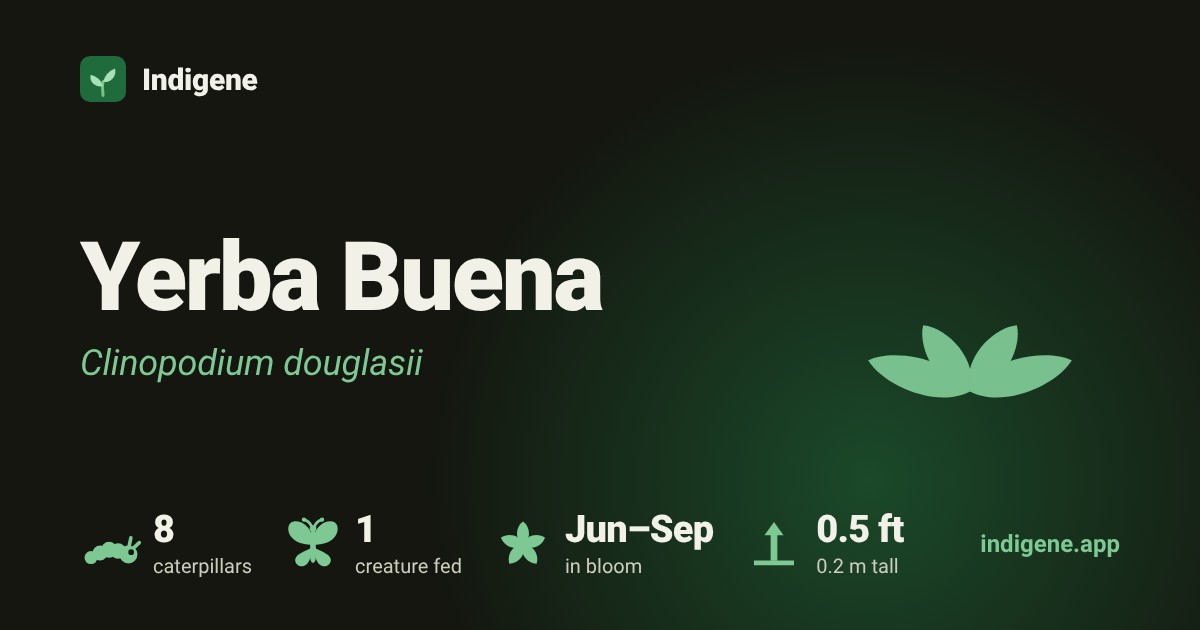 Indigene
Yerba Buena
Clinopodium douglasii
8
caterpillars
1
creature fed
Jun–Sep
in bloom
0.5 ft
0.2 m tall
indigene.app